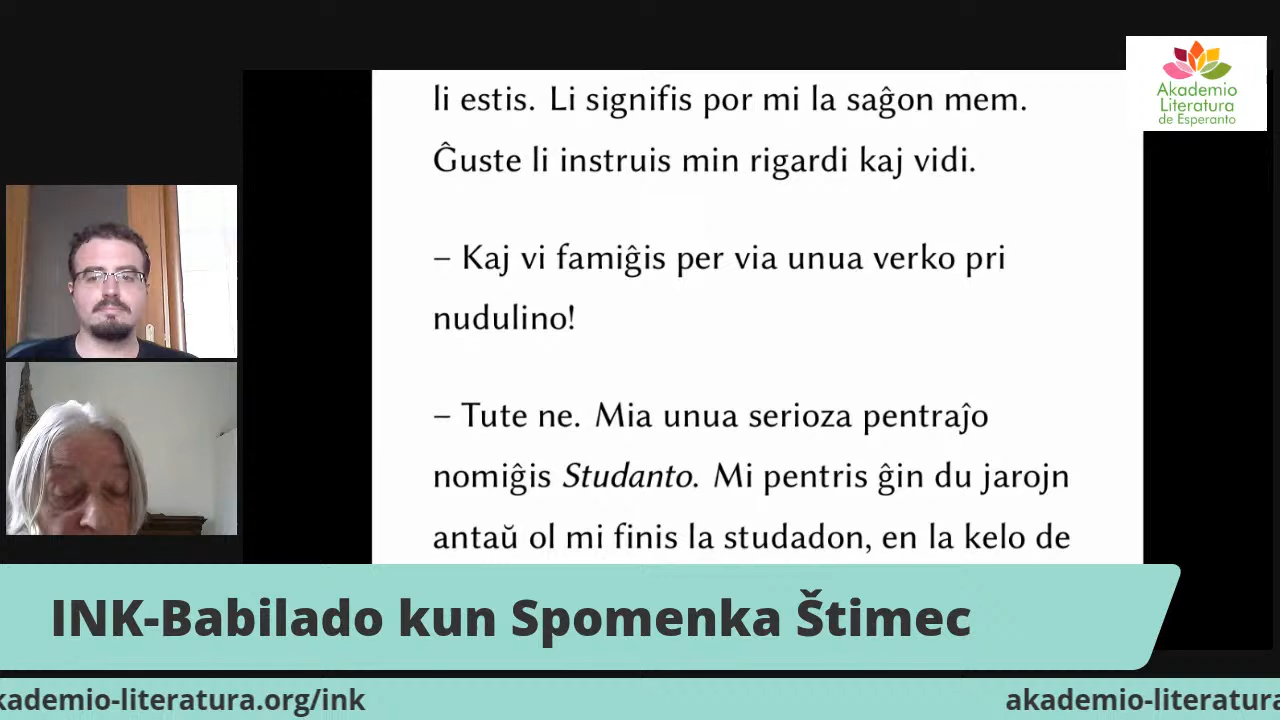 Akademio
Literatura
de Esperanto
li estis. Li signifis por mi la saĝon mem.
Ĝuste li instruis min rigardi kaj vidi.
– Kaj vi famiĝis per via unua verko pri
nudulino!
– Tute ne. Mia unua serioza pentraĵo
nomiĝis Studanto. Mi pentris ĝin du jarojn
antaŭ ol mi finis la studadon, en la kelo de
INK-Babilado kun Spomenka Štimec
kademio-literatura.org/ink
akademio-literatura